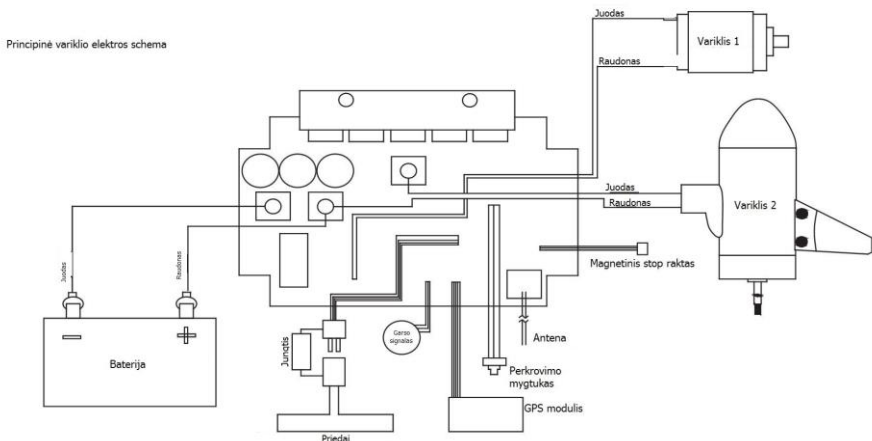 Principinė variklio elektros schema
Juodas
Variklis 1
Raudonas
Juodas
Raudonas
Variklis 2
Magnetinis stop raktas
Juodas
Raudonas
Baterija
Jungtis
Garso
signalas
Antena
Perkrovimo
mygtukas
GPS modulis
Priedai